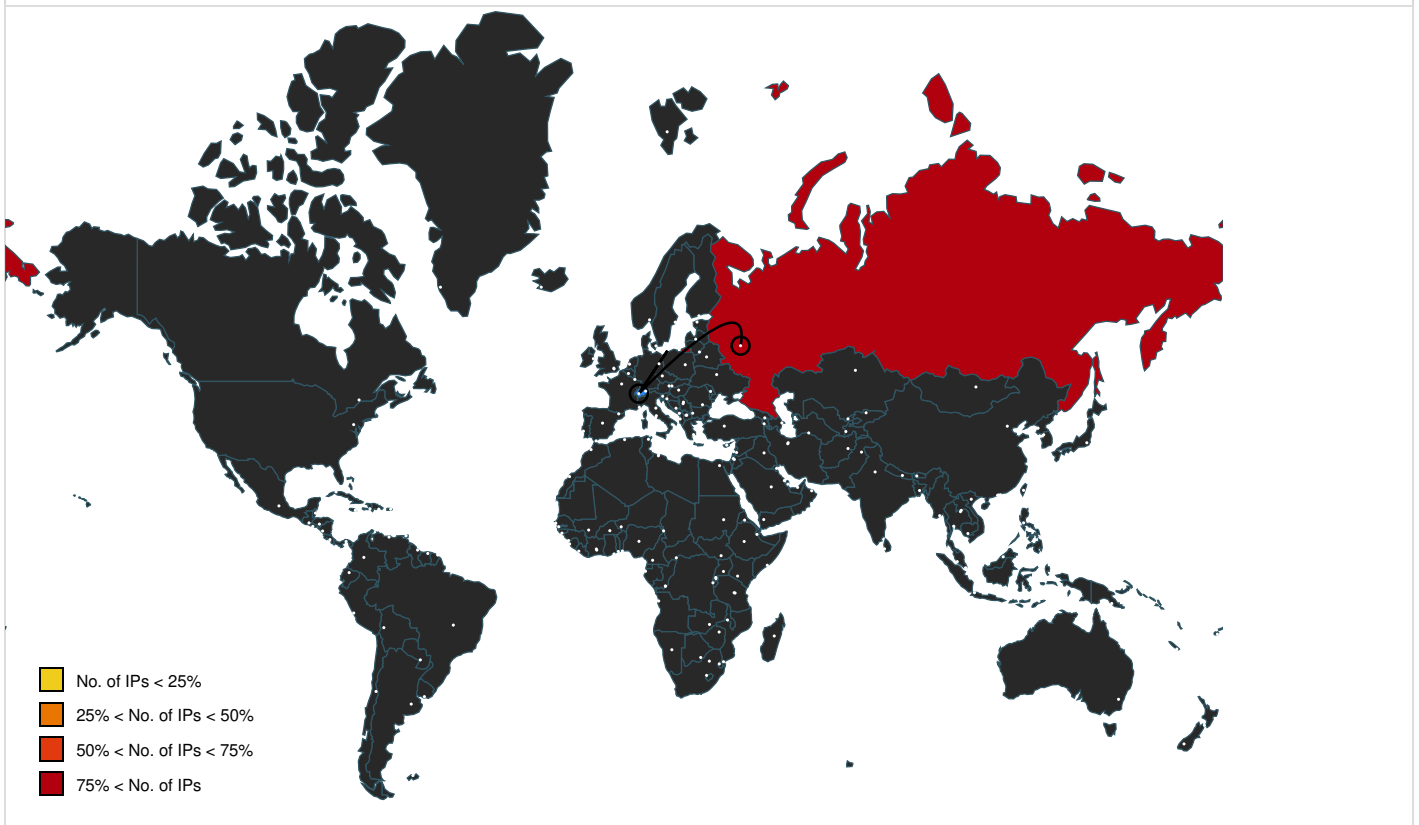 No. of IPs < 25%
25% < No. of IPs < 50%
50% < No. of IPs < 75%
75% < No. of IPs